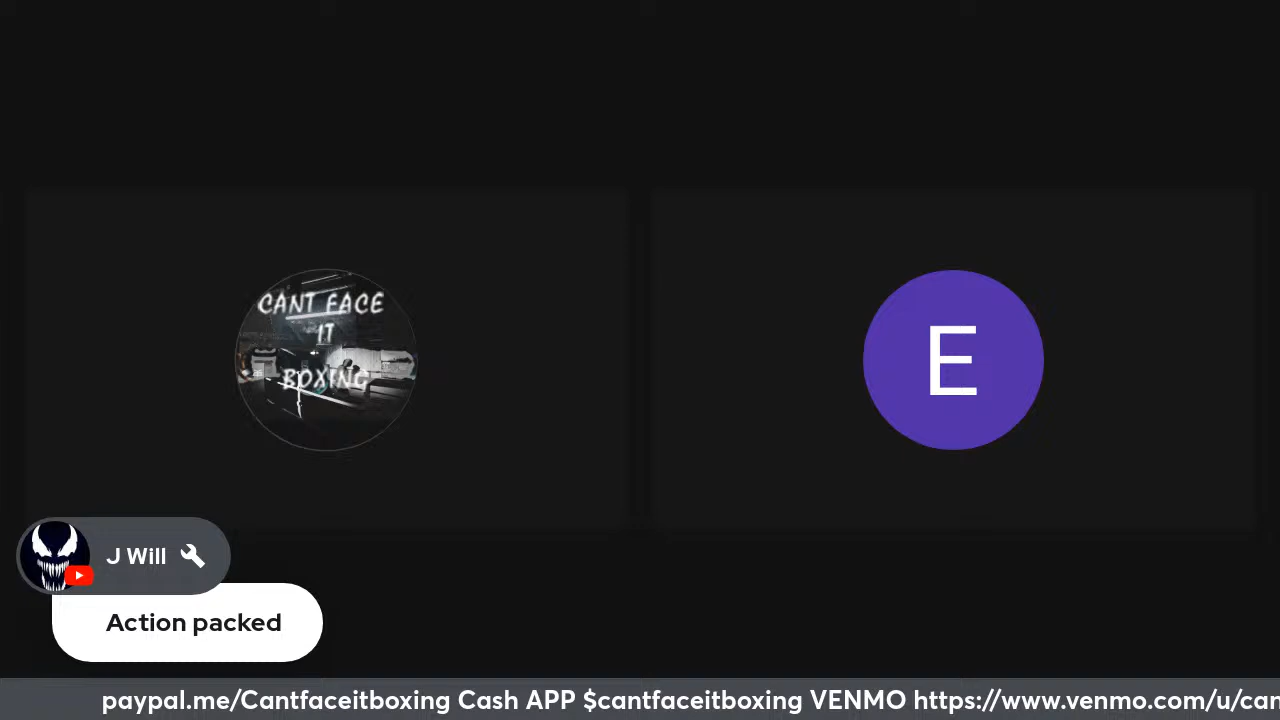 CANT FACE
IT
BOXING
E
J Will
Action packed
paypal.me/Cantfaceitboxing Cash APP $cantfaceitboxing VENMO https://www.venmo.com/u/can